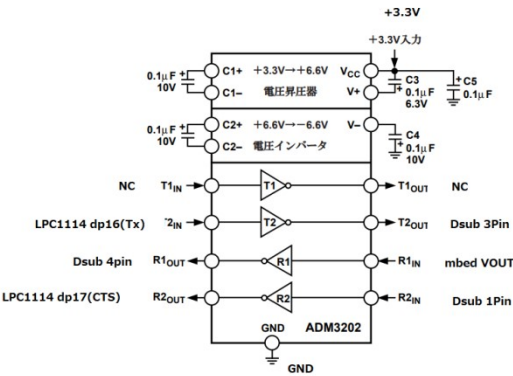 +3.3V
+3.3V入力
0.1μF
10V
C1+
C1–
+3.3V→+6.6V
電圧昇圧器
VCC
V+
C3
0.1μF
6.3V
C5
0.1μF
0.1μF
10V
C2+
C2–
+6.6V→–6.6V
電圧インバータ
V–
C4
0.1μF
10V
NC T1IN T1 T1OUT NC
LPC1114 dp16(Tx) 2IN T2 T2OUT Dsub 3Pin
Dsub 4pin R1OUT R1 R1IN mbed VOUT
LPC1114 dp17(CTS) R2OUT R2 R2IN Dsub 1Pin
GND ADM3202
GND